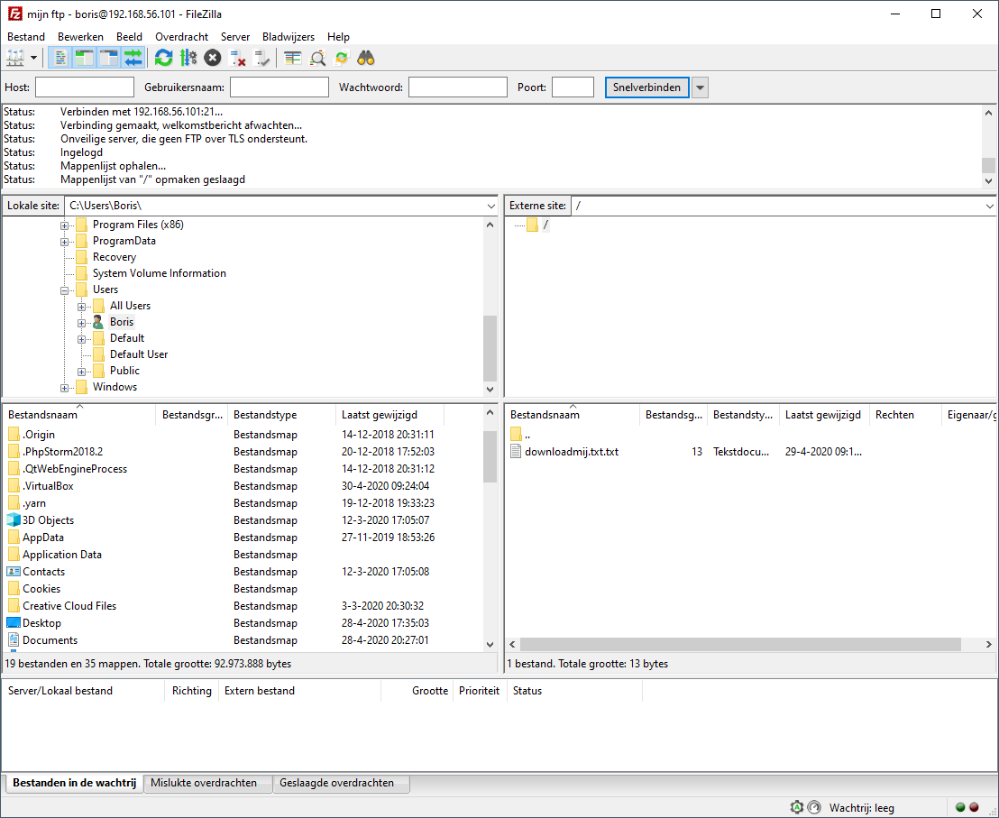 mijn ftp - boris@192.168.56.101 - FileZilla
Bestand Bewerken Beeld Overdracht Server Bladwijzers Help
Host: Gebruikersnaam: Wachtwoord: Poort: Snelverbinden
Status: Verbinden met 192.168.56.101:21...
Status: Verbinding gemaakt, welkomstbericht afwachten...
Status: Onveilige server, die geen FTP over TLS ondersteunt.
Status: Ingelogd
Status: Mappenlijst ophalen...
Status: Mappenlijst van "/" opmaken geslaagd
Lokale site: C:\Users\Boris\
Program Files (x86)
ProgramData
Recovery
System Volume Information
Users
All Users
Boris
Default
Default User
Public
Windows
Externe site: /
/
Bestandsnaam Bestandsgr... Bestandstype Laatst gewijzigd
.Origin Bestandsmap 14-12-2018 20:31:11
.PhpStorm2018.2 Bestandsmap 20-12-2018 17:52:03
.QtWebEngineProcess Bestandsmap 14-12-2018 20:31:12
.VirtualBox Bestandsmap 30-4-2020 09:24:04
.yarn Bestandsmap 19-12-2018 19:33:23
3D Objects Bestandsmap 12-3-2020 17:05:07
AppData Bestandsmap 27-11-2019 18:53:26
Application Data Bestandsmap
Contacts Bestandsmap 12-3-2020 17:05:08
Cookies Bestandsmap
Creative Cloud Files Bestandsmap 3-3-2020 20:30:32
Desktop Bestandsmap 28-4-2020 17:35:03
Documents Bestandsmap 28-4-2020 20:27:01
19 bestanden en 35 mappen. Totale grootte: 92.973.888 bytes
Bestandsnaam Bestandsg... Bestandsty... Laatst gewijzigd Rechten Eigenaar/g
..
downloadmij.txt.txt 13 Tekstdocu... 29-4-2020 09:1...
1 bestand. Totale grootte: 13 bytes
Server/Lokaal bestand Richting Extern bestand Grootte Prioriteit Status
Bestanden in de wachtrij Mislukte overdrachten Geslaagde overdrachten
Wachtrij: leeg